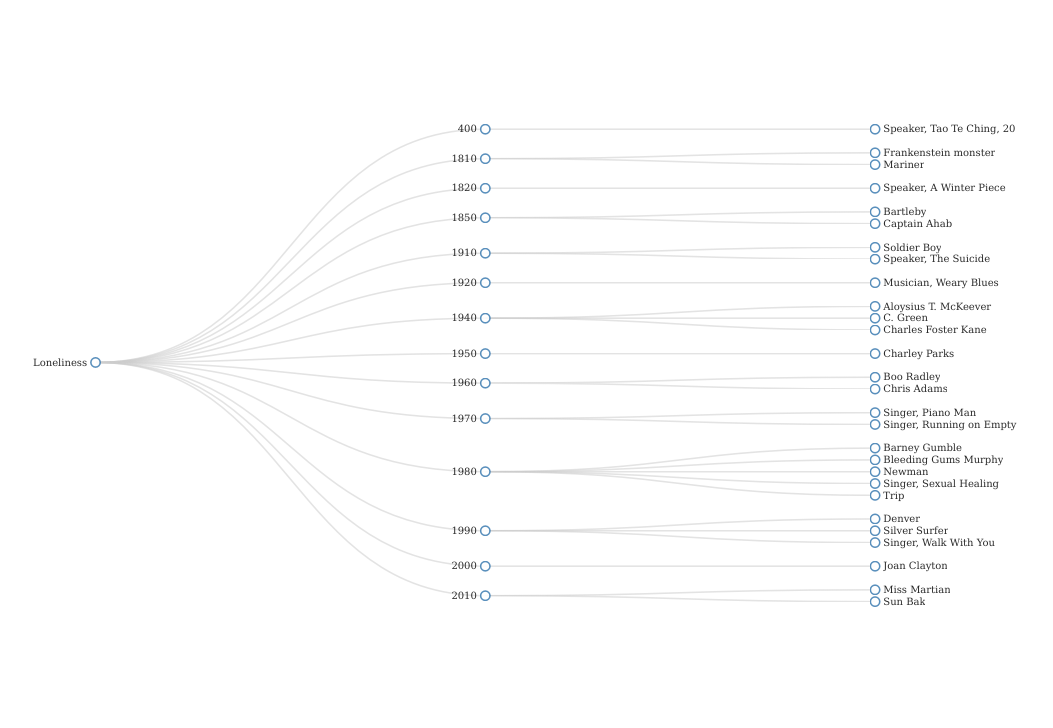 Loneliness
400
Speaker, Tao Te Ching, 20
1810
Frankenstein monster
Mariner
1820
Speaker, A Winter Piece
1850
Bartleby
Captain Ahab
1910
Soldier Boy
Speaker, The Suicide
1920
Musician, Weary Blues
1940
Aloysius T. McKeever
C. Green
Charles Foster Kane
1950
Charley Parks
1960
Boo Radley
Chris Adams
1970
Singer, Piano Man
Singer, Running on Empty
1980
Barney Gumble
Bleeding Gums Murphy
Newman
Singer, Sexual Healing
Trip
1990
Denver
Silver Surfer
Singer, Walk With You
2000
Joan Clayton
2010
Miss Martian
Sun Bak